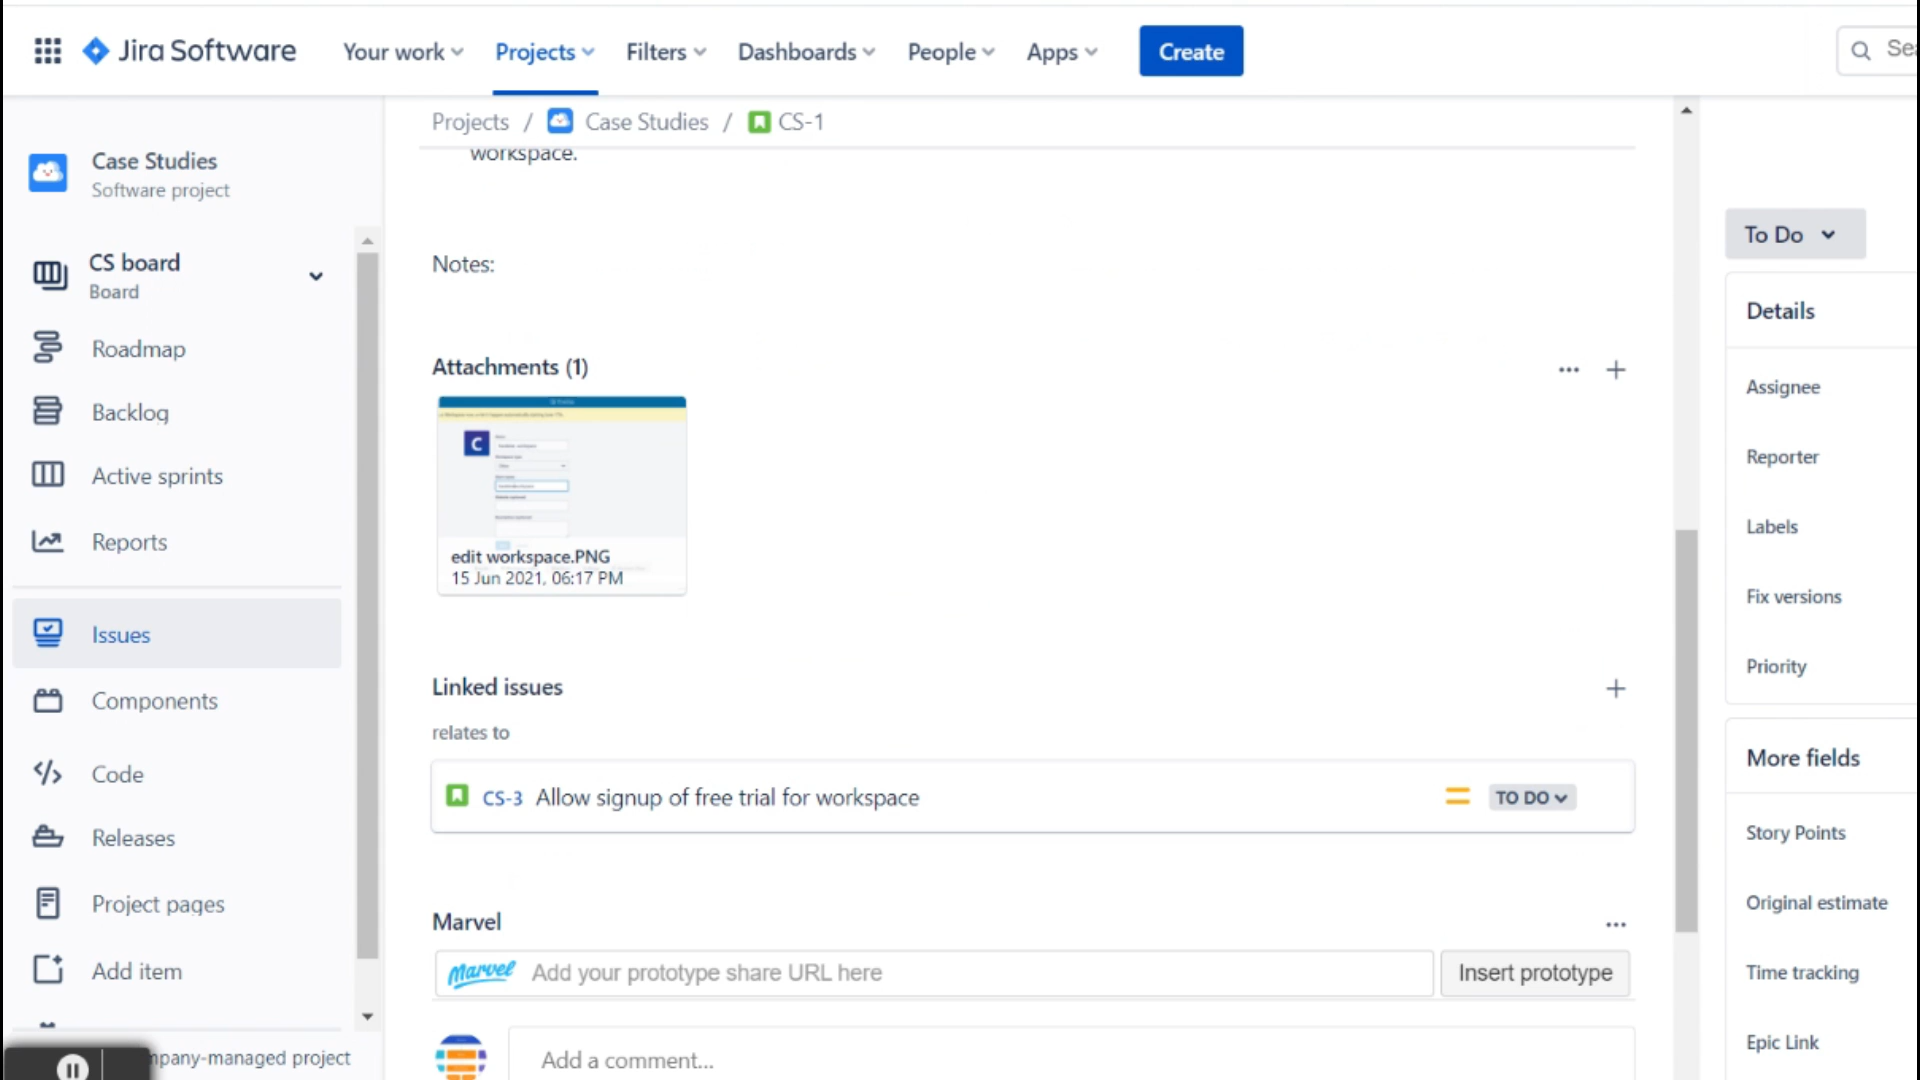 Jira Software
Your work
Projects
Filters
Dashboards
People
Apps
Create
Case Studies
Software project
CS board
Board
Roadmap
Backlog
Active sprints
Reports
Issues
Components
Code
Releases
Project pages
Add item
mpany-managed project
Projects / Case Studies / CS-1
workspace.
Notes:
Attachments (1)
C
edit workspace.PNG
15 Jun 2021, 06:17 PM
Linked issues
relates to
CS-3 Allow signup of free trial for workspace
TO DO
Marvel
Marvel Add your prototype share URL here
Insert prototype
Add a comment...
Sea
To Do
Details
Assignee
Reporter
Labels
Fix versions
Priority
More fields
Story Points
Original estimate
Time tracking
Epic Link